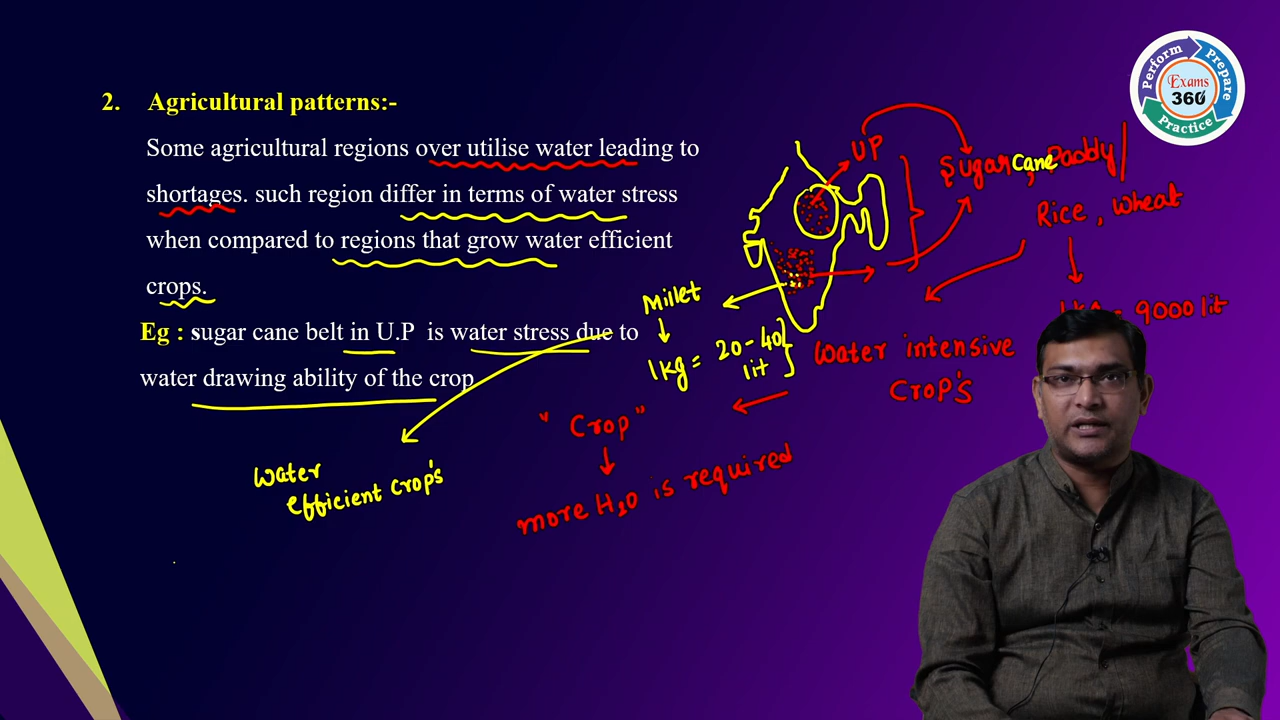 2. Agricultural patterns:-
Some agricultural regions over utilise water leading to
shortages. such region differ in terms of water stress
when compared to regions that grow water efficient
crops.
Eg : sugar cane belt in U.P is water stress due to
water drawing ability of the crop
Water
efficient crop's
"Crop"
more H2O is required
Millet
1kg = 20-40
lit
UP
Sugar Cane, Paddy/
Rice, wheat
= 9000 lit
Water intensive
Crop's
Perform Prepare
Practice
Exams
360